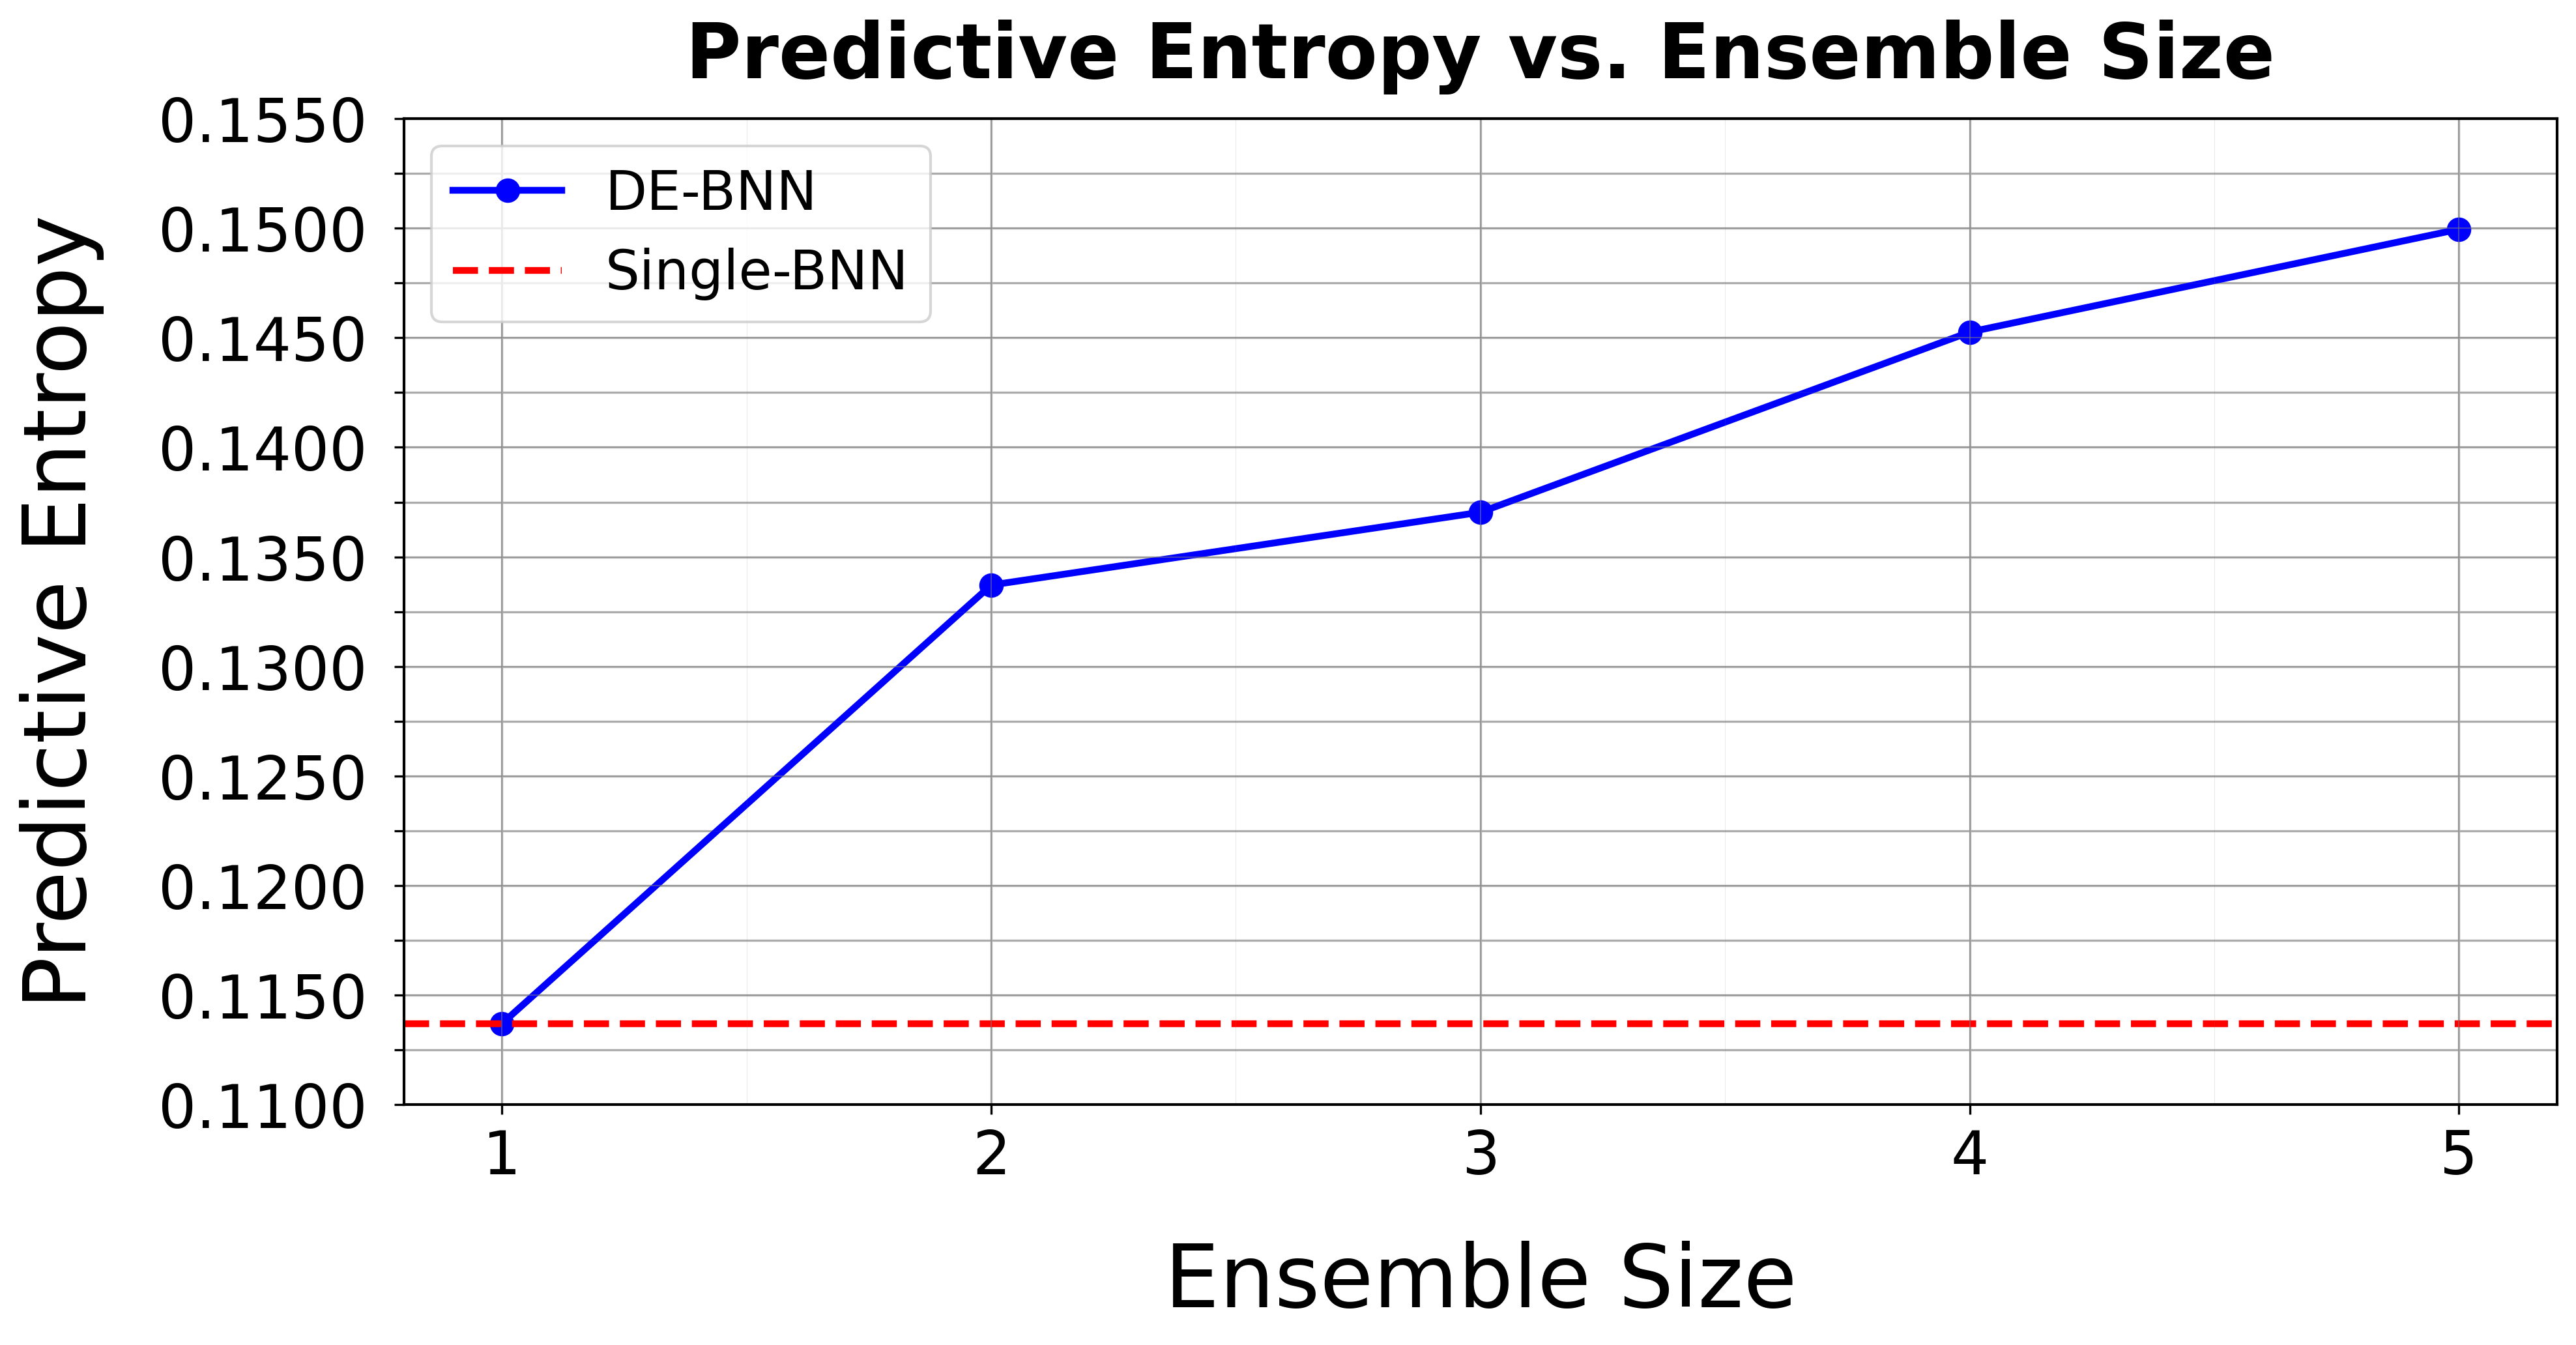 Predictive Entropy vs. Ensemble Size
0.1550
0.1500
0.1450
0.1400
0.1350
0.1300
0.1250
0.1200
0.1150
0.1100
Predictive Entropy
DE-BNN
Single-BNN
1 2 3 4 5
Ensemble Size